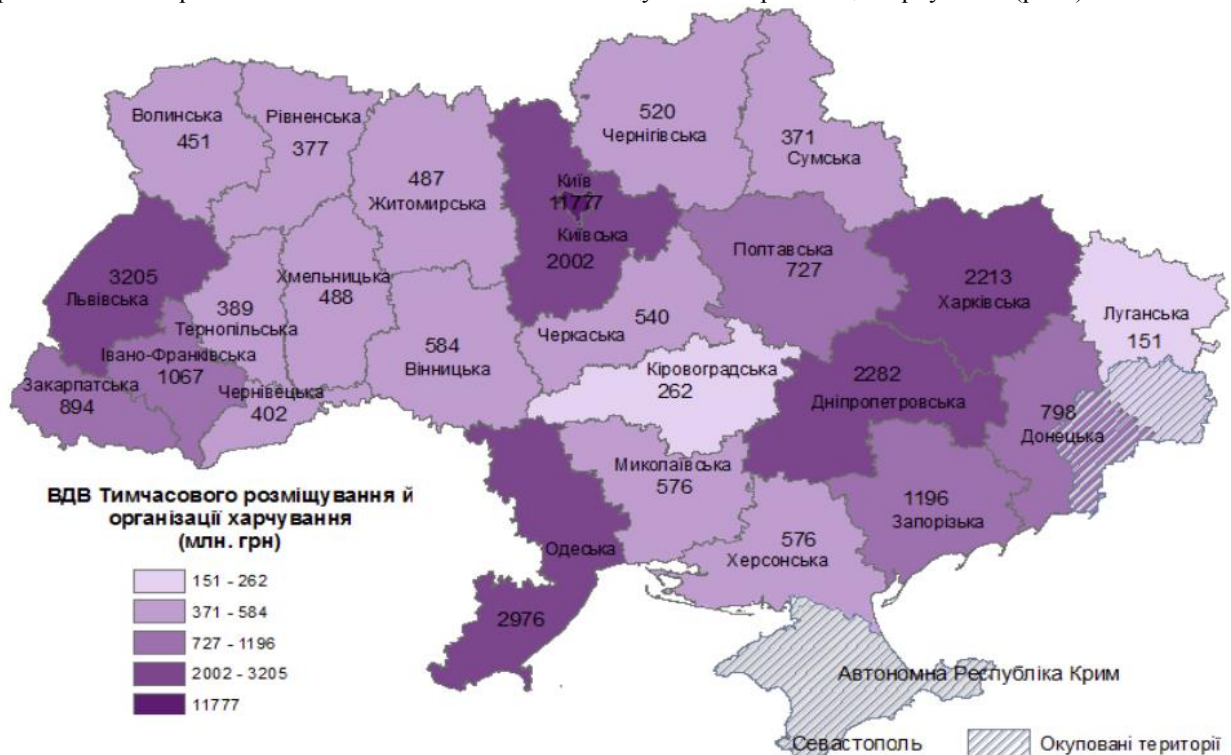 520
Чернігівська
371
Сумська
Волинська
451
Рівненська
377
487
Житомирська
Київ
11777
Київська
2002
Полтавська
727
2213
Харківська
Луганська
151
3205
Львівська
389
Тернопільська
Хмельницька
488
584
Вінницька
Черкаська
540
Кіровоградська
262
2282
Дніпропетровська
798
Донецька
Івано-Франківська
1067
Закарпатська
894
Чернівецька
402
Миколаївська
576
1196
Запорізька
Одеська
2976
576
Херсонська
ВДВ Тимчасового розміщування й
організації харчування
(млн. грн)
151 - 262
371 - 584
727 - 1196
2002 - 3205
11777
Автономна Республіка Крим
Севастополь
Окуповані території